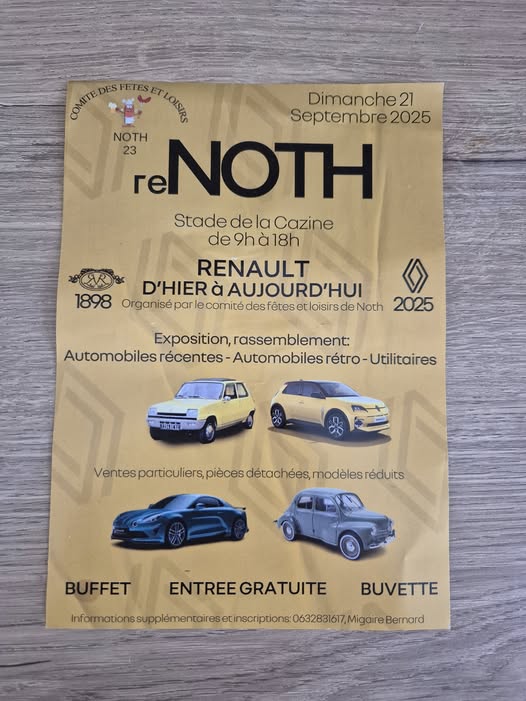 COMITE DES FETES ET LOISIRS
NOTH
23
Dimanche 21
Septembre 2025
reNOTH
Stade de la Cazine
de 9h à 18h
RENAULT
D'HIER à AUJOURD'HUI
Organisé par le comité des fêtes et loisirs de Noth
1898
2025
Exposition, rassemblement:
Automobiles récentes - Automobiles rétro - Utilitaires
Ventes particuliers, pièces détachées, modèles réduits
BUFFET ENTREE GRATUITE BUVETTE
Informations supplémentaires et inscriptions: 0632831617, Migaire Bernard